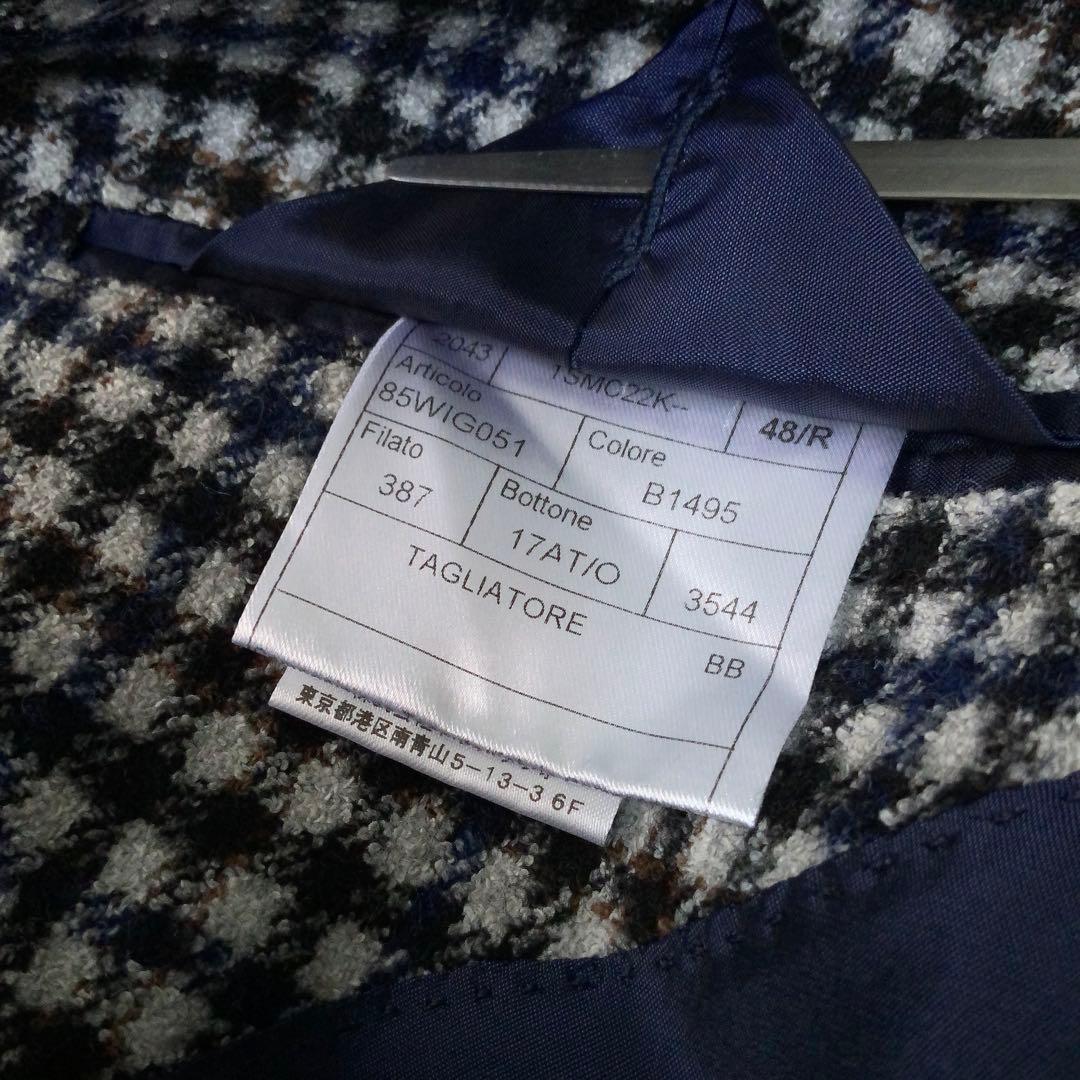 2043 1SMC22K-- 48/R
Articolo
85WIG051
Colore
B1495
Filato
387
Bottone
17AT/O
3544
TAGLIATORE
BB
東京都港区南青山5-13-3 6F